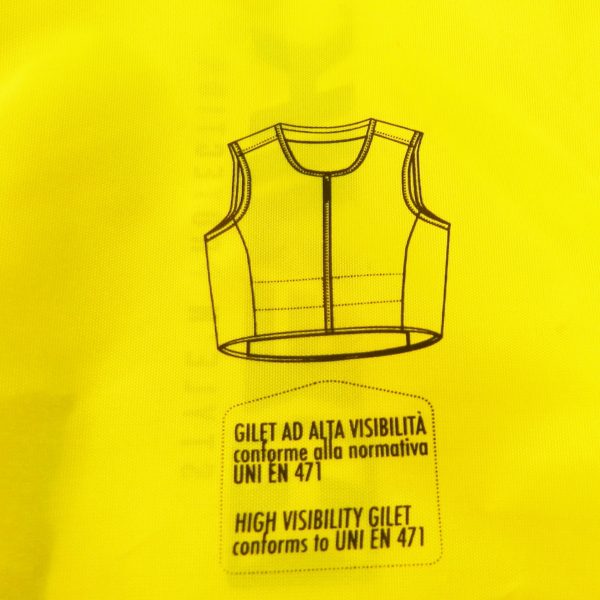 GILET AD ALTA VISIBILITÀ
conforme alla normativa
UNI EN 471
HIGH VISIBILITY GILET
conforms to UNI EN 471